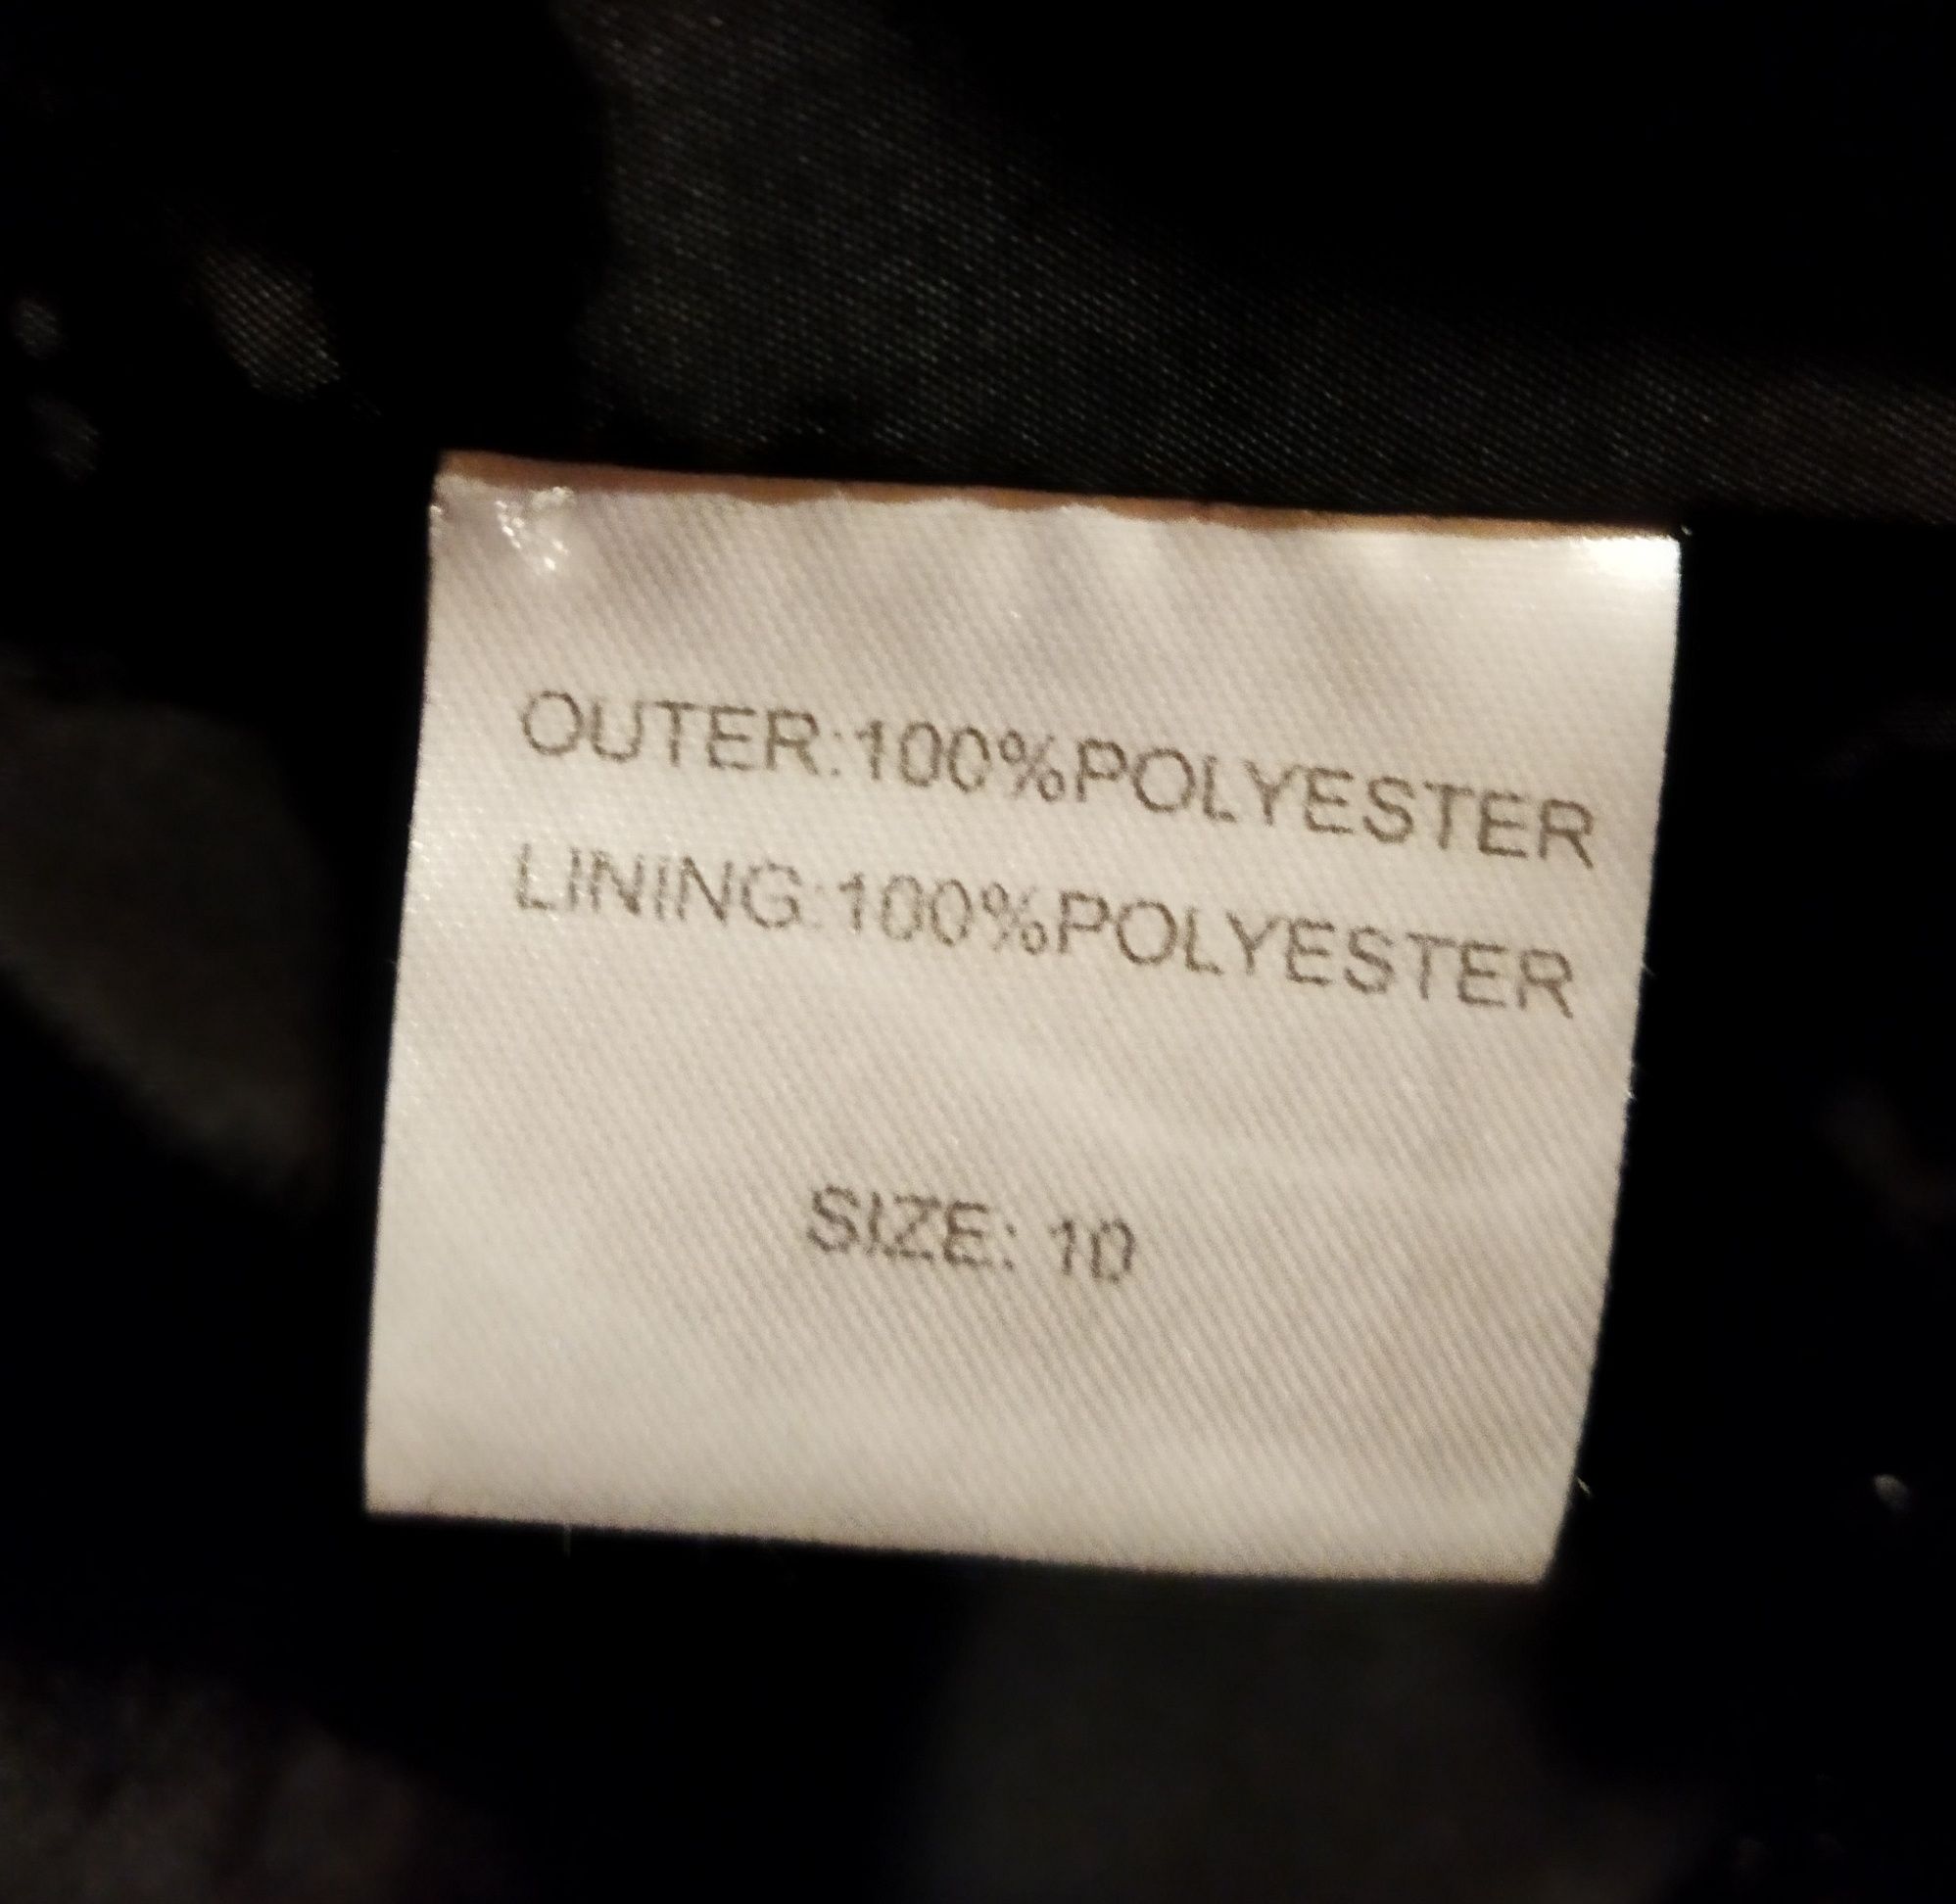 OUTER:100%POLYESTER
LINING:100%POLYESTER
SIZE: 10